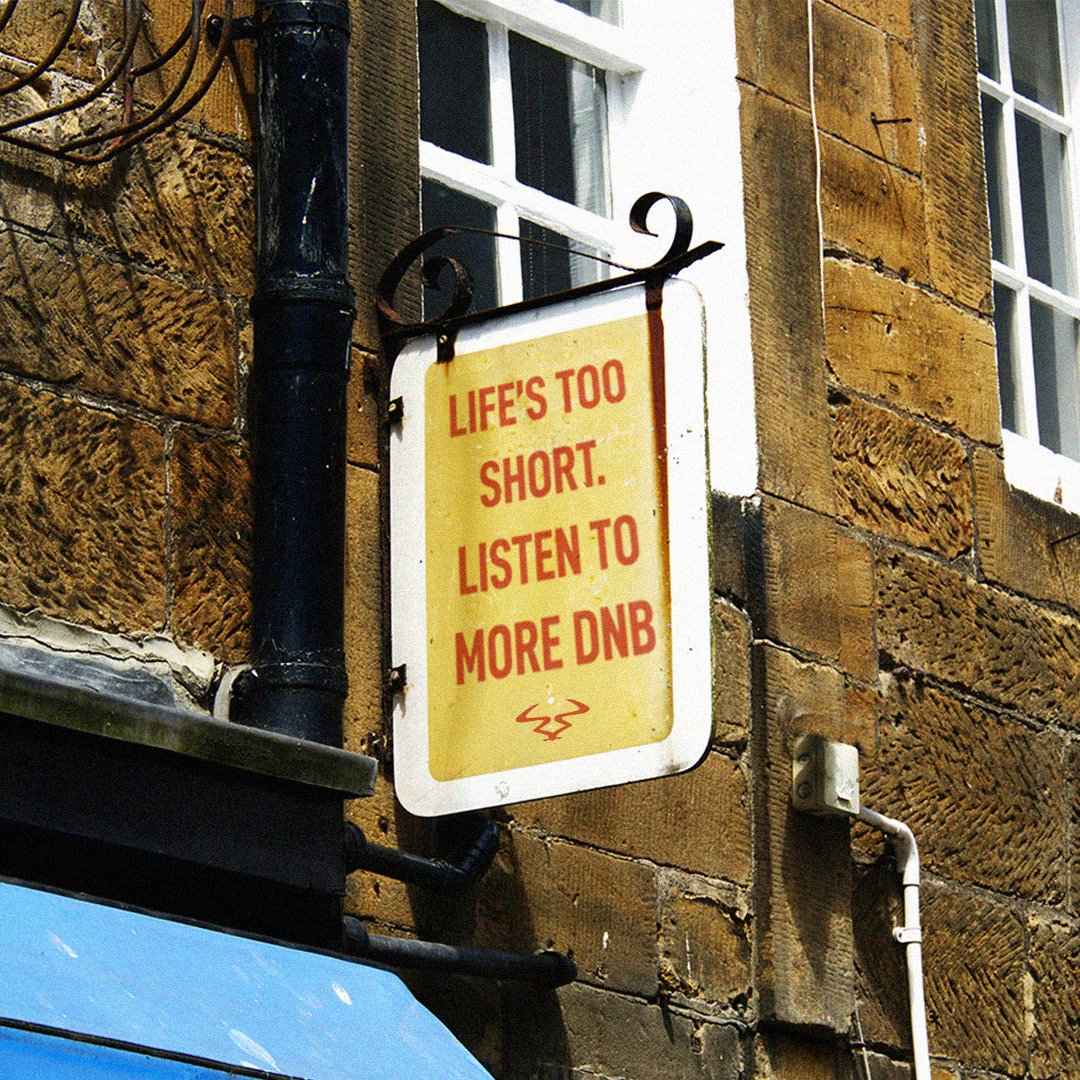 LIFE'S TOO
SHORT.
LISTEN TO
MORE DNB